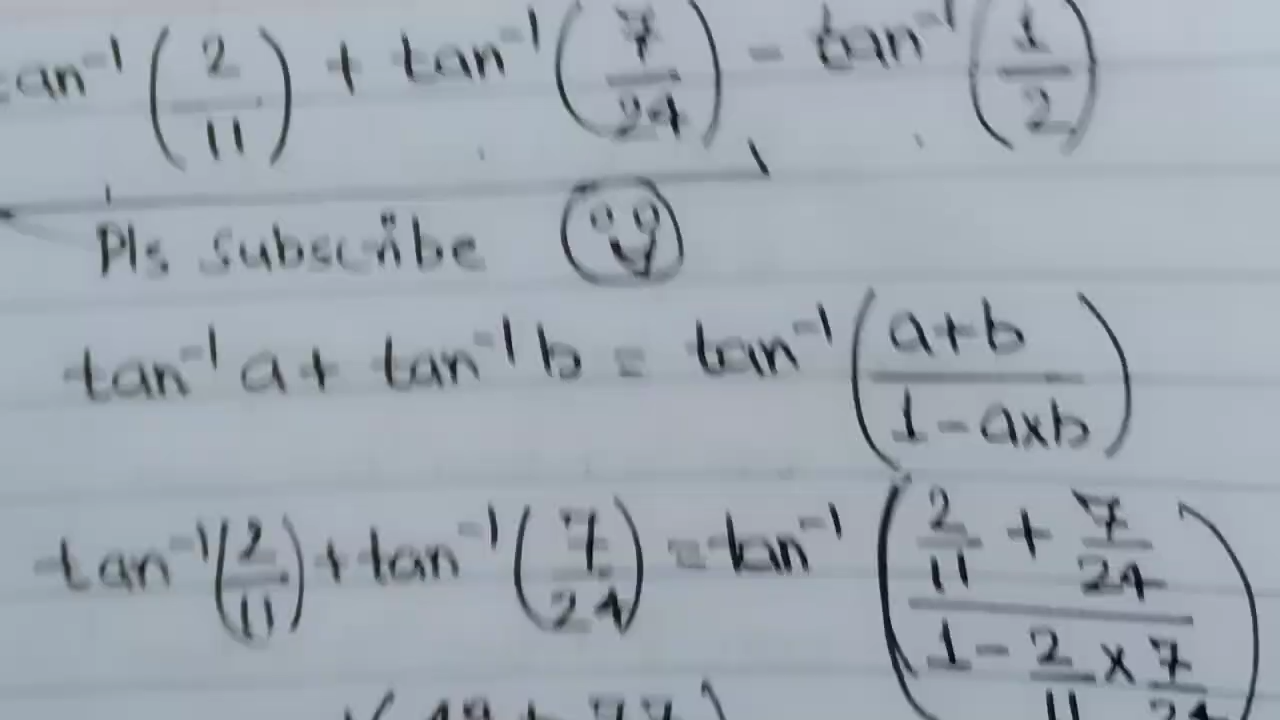 tan⁻¹(2/11) + tan⁻¹(7/24) = tan⁻¹(1/2)
Pls subscribe
tan⁻¹a + tan⁻¹b = tan⁻¹((a+b)/(1-a×b))
tan⁻¹(2/11) + tan⁻¹(7/24) = tan⁻¹((2/11 + 7/24)/(1 - 2/11 × 7/24))
(48 + 77)